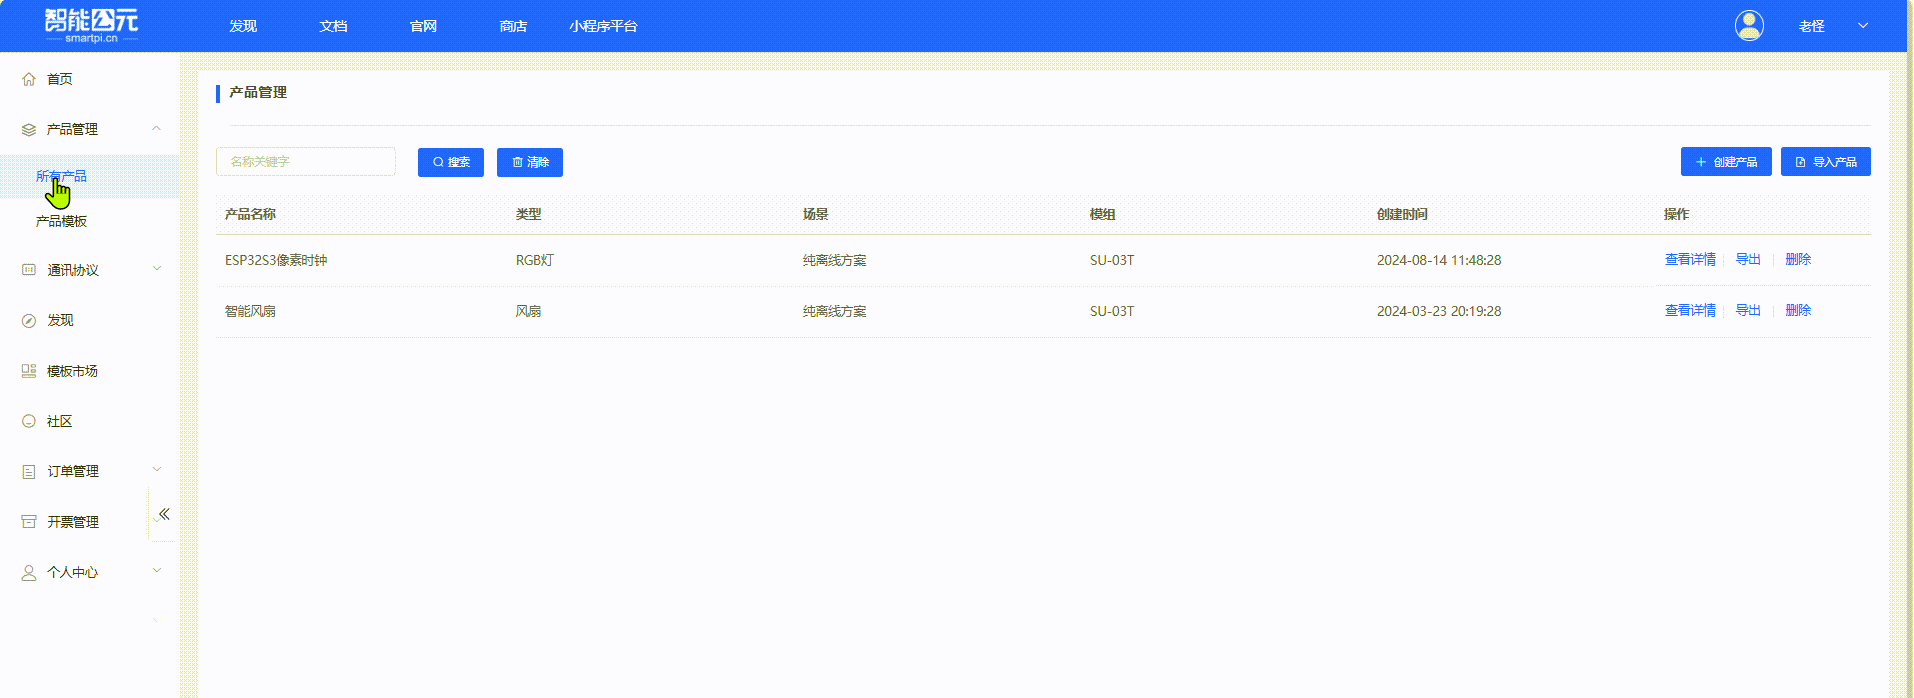 智能公元
smartpi.cn
发现 文档 官网 商店 小程序平台 老怪
首页
产品管理
所有产品
产品模板
通讯协议
发现
模板市场
社区
订单管理
开票管理
个人中心
产品管理
名称关键字 搜索 清除 创建产品 导入产品
产品名称 类型 场景 模组 创建时间 操作
ESP32S3像素时钟 RGB灯 纯离线方案 SU-03T 2024-08-14 11:48:28 查看详情 导出 删除
智能风扇 风扇 纯离线方案 SU-03T 2024-03-23 20:19:28 查看详情 导出 删除